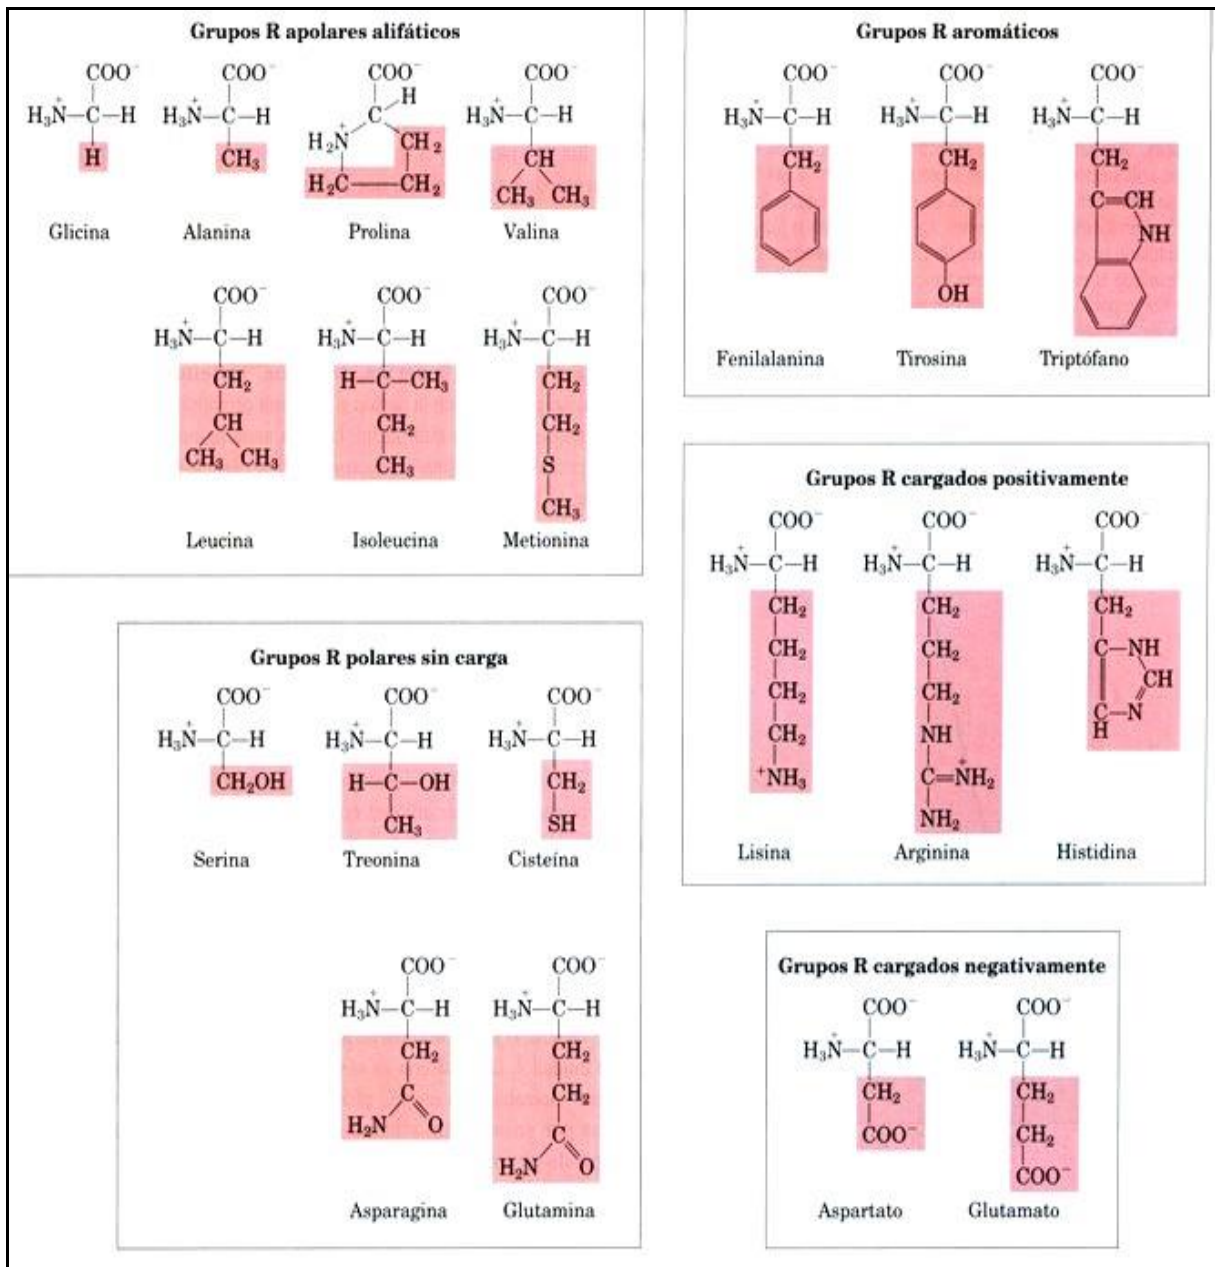 Grupos R apolares alifáticos
COO⁻ COO⁻ COO⁻ COO⁻
H
H₃N⁺—C—H H₃N⁺—C—H C H₃N⁺—C—H
H₂N⁺ CH₂
H CH₃ CH
H₂C—CH₂ CH₃ CH₃
Glicina Alanina Prolina Valina
COO⁻ COO⁻ COO⁻
H₃N⁺—C—H H₃N⁺—C—H H₃N⁺—C—H
CH₂ H—C—CH₃ CH₂
CH CH₂ CH₂
CH₃ CH₃ CH₃ S
CH₃
Leucina Isoleucina Metionina
Grupos R aromáticos
COO⁻ COO⁻ COO⁻
H₃N⁺—C—H H₃N⁺—C—H H₃N⁺—C—H
CH₂ CH₂ CH₂
C=CH
NH
OH
Fenilalanina Tirosina Triptófano
Grupos R cargados positivamente
COO⁻ COO⁻ COO⁻
H₃N⁺—C—H H₃N⁺—C—H H₃N⁺—C—H
CH₂ CH₂ CH₂
CH₂ CH₂ C—NH
CH
CH₂ CH₂ C—N
H
CH₂ NH
⁺NH₃ C=N⁺H₂
NH₂
Lisina Arginina Histidina
Grupos R polares sin carga
COO⁻ COO⁻ COO⁻
H₃N⁺—C—H H₃N⁺—C—H H₃N⁺—C—H
CH₂OH H—C—OH CH₂
CH₃ SH
Serina Treonina Cisteína
COO⁻ COO⁻
H₃N⁺—C—H H₃N⁺—C—H
CH₂ CH₂
C CH₂
H₂N O C
H₂N O
Asparagina Glutamina
Grupos R cargados negativamente
COO⁻ COO⁻
H₃N⁺—C—H H₃N⁺—C—H
CH₂ CH₂
COO⁻ CH₂
COO⁻
Aspartato Glutamato